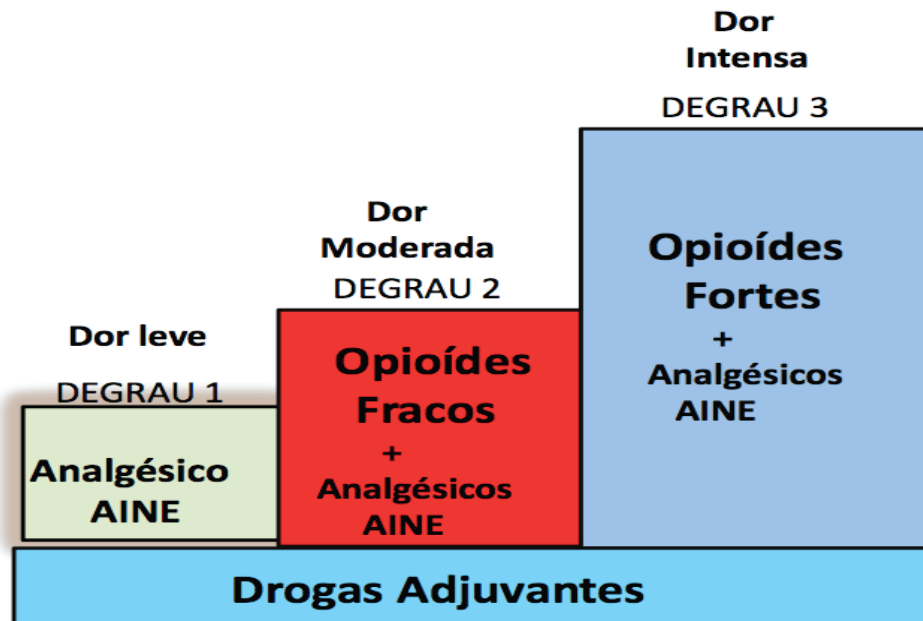 Dor leve
DEGRAU 1
Analgésico
AINE
Dor
Moderada
DEGRAU 2
Opioídes
Fracos
+
Analgésicos
AINE
Dor
Intensa
DEGRAU 3
Opioídes
Fortes
+
Analgésicos
AINE
Drogas Adjuvantes